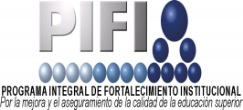 PIFI
PROGRAMA INTEGRAL DE FORTALECIMIENTO INSTITUCIONAL
Por la mejora y el aseguramiento de la calidad de la educación superior